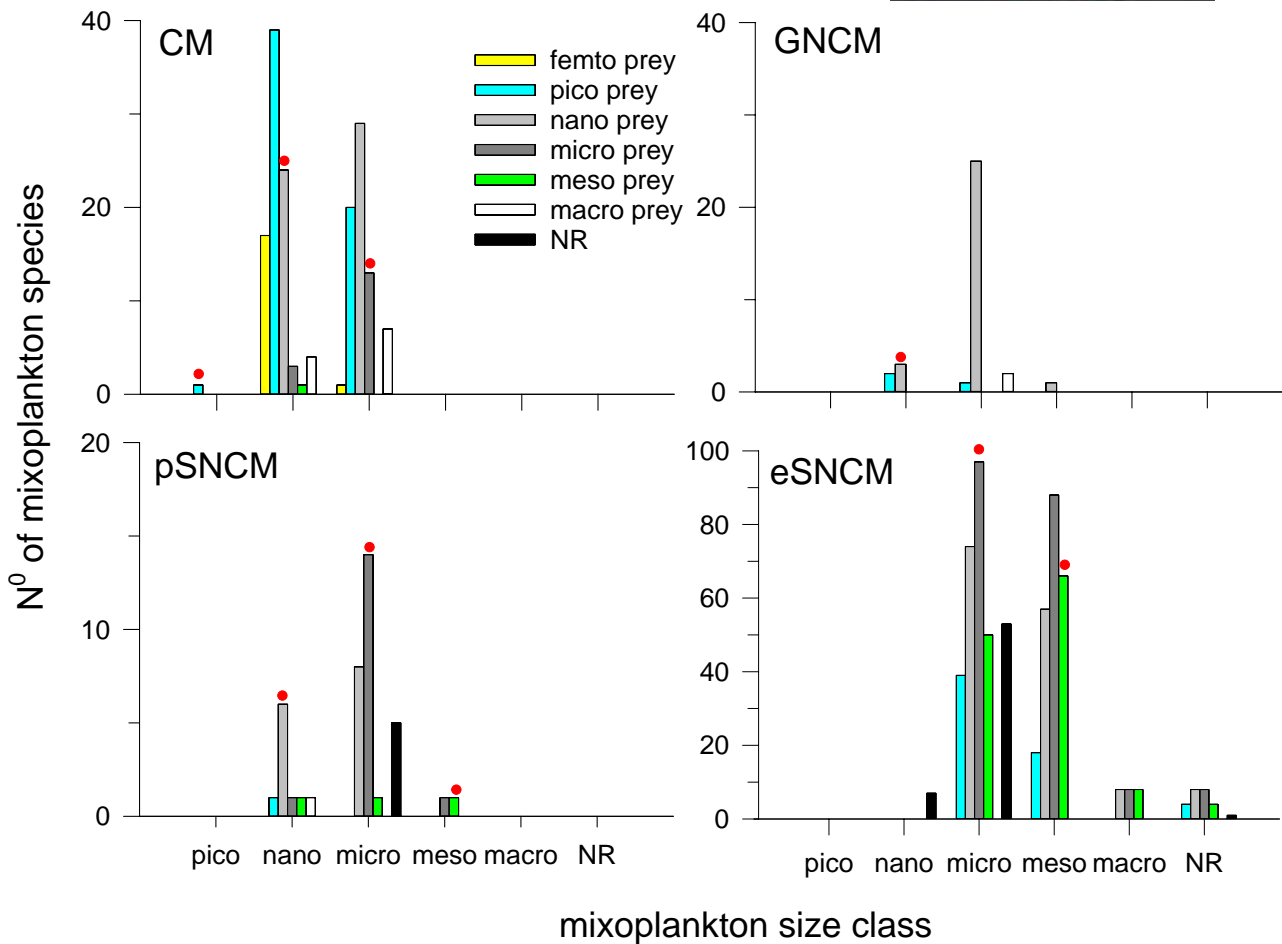 40
20
0
CM
femto prey
pico prey
nano prey
micro prey
meso prey
macro prey
NR
40
20
0
GNCM
20
10
0
pSNCM
pico nano micro meso macro NR
100
80
60
40
20
0
eSNCM
pico nano micro meso macro NR
N⁰ of mixoplankton species
mixoplankton size class